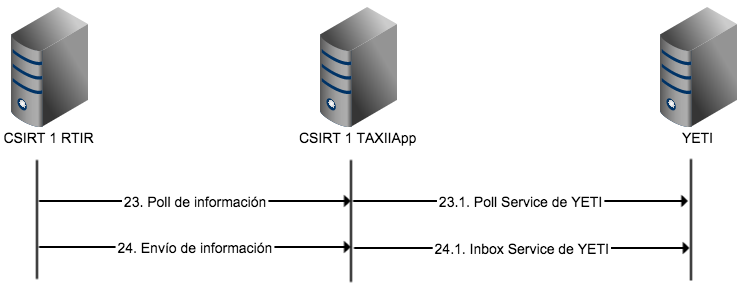 CSIRT 1 RTIR
CSIRT 1 TAXIIApp
YETI
23. Poll de información
23.1. Poll Service de YETI
24. Envío de información
24.1. Inbox Service de YETI